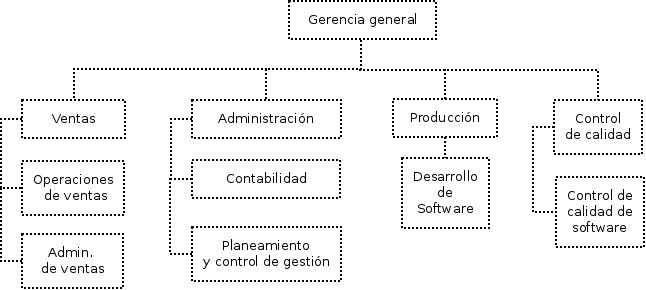 Gerencia general
Ventas
Administración
Producción
Control
de calidad
Operaciones
de ventas
Contabilidad
Desarrollo
de
Software
Control de
calidad de
software
Admin.
de ventas
Planeamiento
y control de gestión